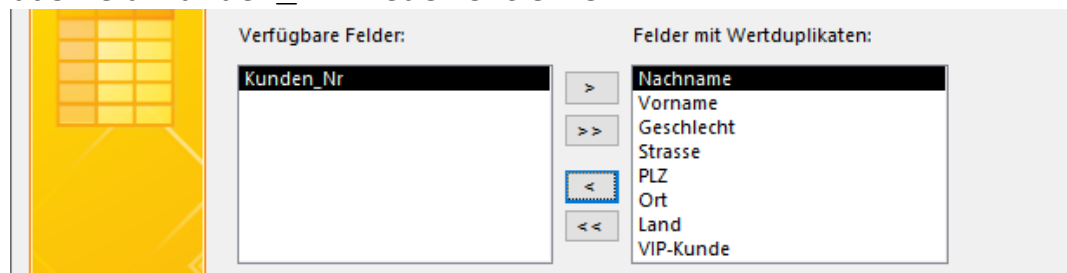 Verfügbare Felder:
Felder mit Wertduplikaten:
Kunden_Nr
>
>>
<
<<
Nachname
Vorname
Geschlecht
Strasse
PLZ
Ort
Land
VIP-Kunde